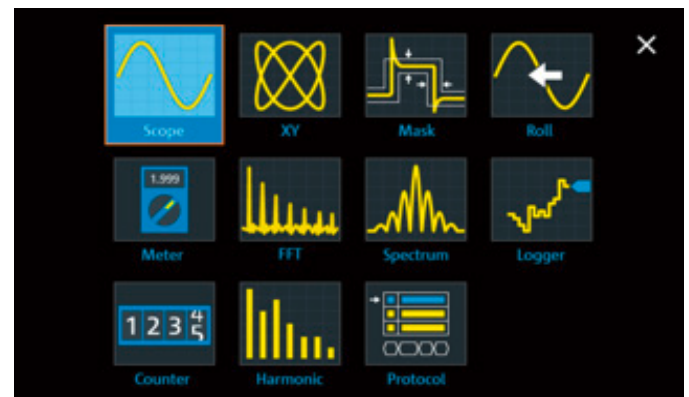 Scope XY Mask Roll
1.999
Meter FFT Spectrum Logger
1 2 3 4 5
Counter Harmonic Protocol